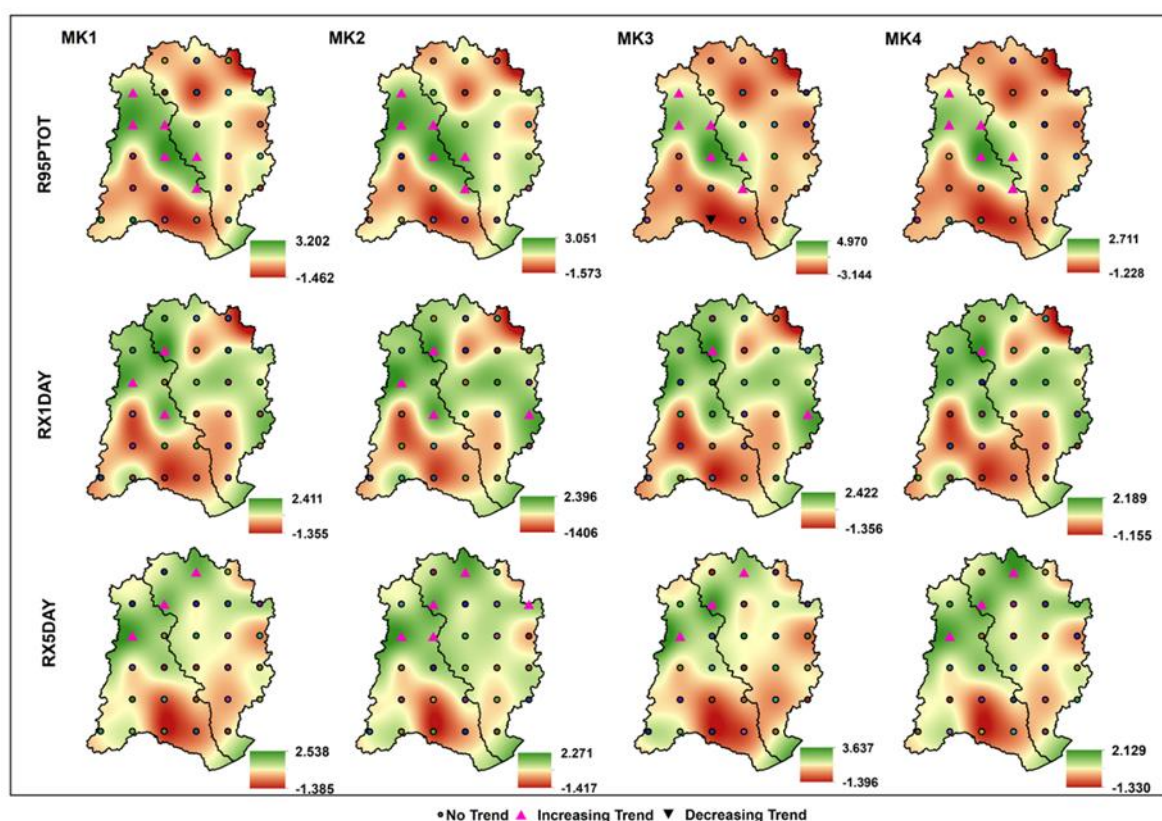 MK1 MK2 MK3 MK4
R95PTOT
3.202 3.051 4.970 2.711
-1.462 -1.573 -3.144 -1.228
RX1DAY
2.411 2.396 2.422 2.189
-1.355 -1406 -1.356 -1.155
RX5DAY
2.538 2.271 3.637 2.129
-1.385 -1.417 -1.396 -1.330
No Trend Increasing Trend Decreasing Trend